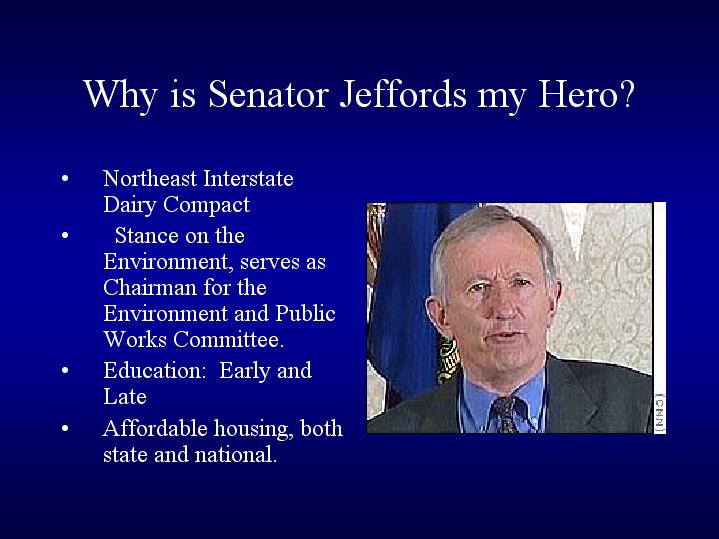 Why is Senator Jeffords my Hero?
• Northeast Interstate
Dairy Compact
• Stance on the
Environment, serves as
Chairman for the
Environment and Public
Works Committee.
• Education: Early and
Late
• Affordable housing, both
state and national.
(CNN)